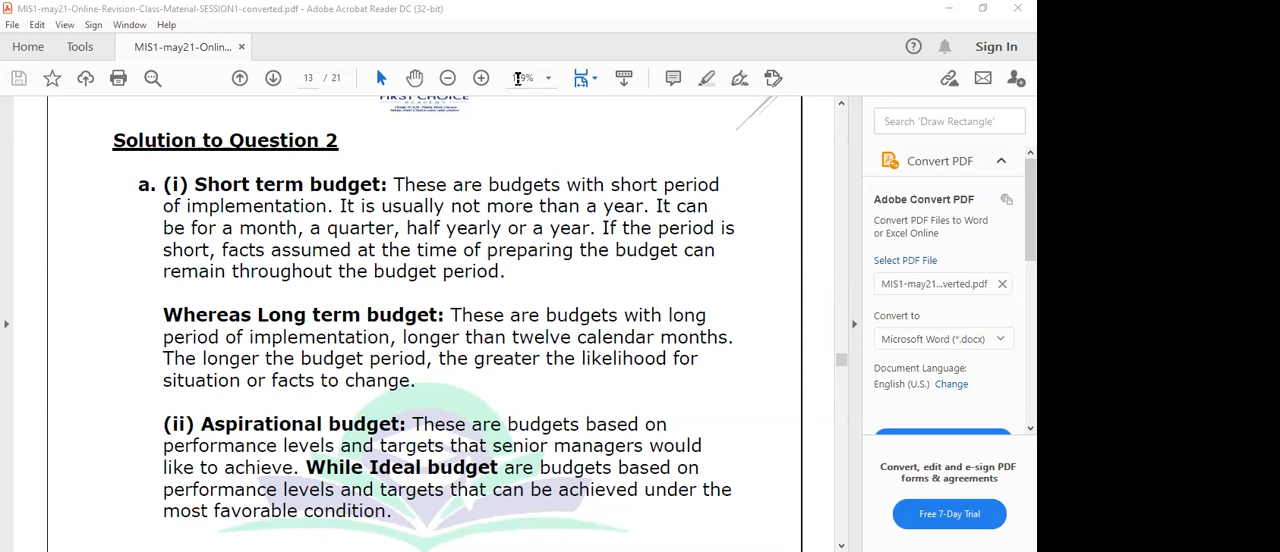 MIS1-may21-Online-Revision-Class-Material-SESSION1-converted.pdf - Adobe Acrobat Reader DC (32-bit)
File Edit View Sign Window Help
Home Tools MIS1-may21-Onlin... Sign In
13 / 21
FIRST CHOICE
ACADEMY
Search 'Draw Rectangle'
Convert PDF
Adobe Convert PDF
Convert PDF Files to Word
or Excel Online
Select PDF File
MIS1-may21...verted.pdf
Convert to
Microsoft Word (*.docx)
Document Language:
English (U.S.) Change
Convert, edit and e-sign PDF
forms & agreements
Free 7-Day Trial
Solution to Question 2
a. (i) Short term budget: These are budgets with short period
of implementation. It is usually not more than a year. It can
be for a month, a quarter, half yearly or a year. If the period is
short, facts assumed at the time of preparing the budget can
remain throughout the budget period.
Whereas Long term budget: These are budgets with long
period of implementation, longer than twelve calendar months.
The longer the budget period, the greater the likelihood for
situation or facts to change.
(ii) Aspirational budget: These are budgets based on
performance levels and targets that senior managers would
like to achieve. While Ideal budget are budgets based on
performance levels and targets that can be achieved under the
most favorable condition.